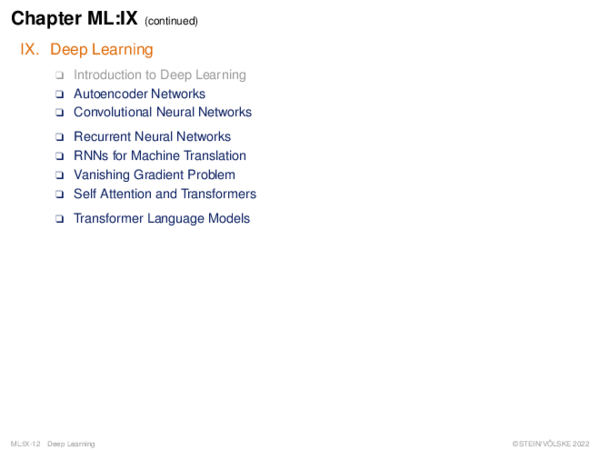 Chapter ML:IX (continued)
IX. Deep Learning
❑ Introduction to Deep Learning
❑ Autoencoder Networks
❑ Convolutional Neural Networks
❑ Recurrent Neural Networks
❑ RNNs for Machine Translation
❑ Vanishing Gradient Problem
❑ Self Attention and Transformers
❑ Transformer Language Models
ML:IX-12 Deep Learning ©STEIN/VÖLSKE 2022